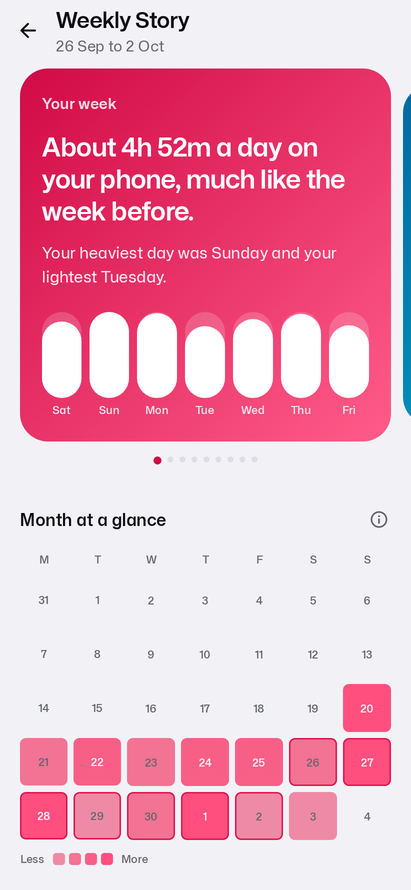 Weekly Story
26 Sep to 2 Oct
Your week
About 4h 52m a day on
your phone, much like the
week before.
Your heaviest day was Sunday and your
lightest Tuesday.
Sat Sun Mon Tue Wed Thu Fri
Month at a glance
M T W T F S S
31 1 2 3 4 5 6
7 8 9 10 11 12 13
14 15 16 17 18 19 20
21 22 23 24 25 26 27
28 29 30 1 2 3 4
Less More